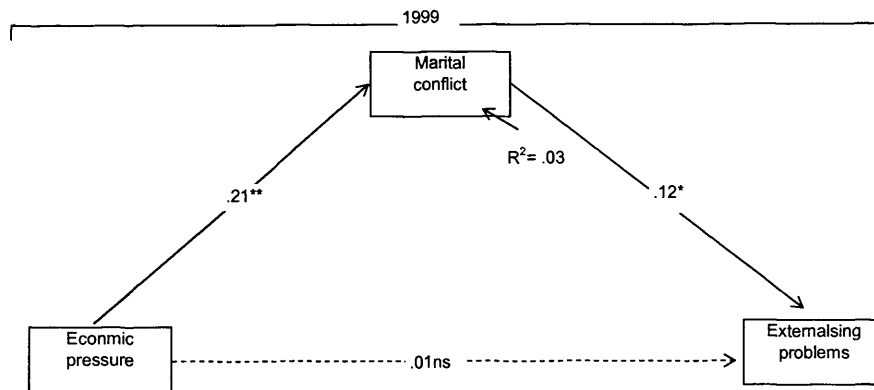 1999
Marital
conflict
R²= .03
.21**
.12*
Econmic
pressure
.01ns
Externalsing
problems